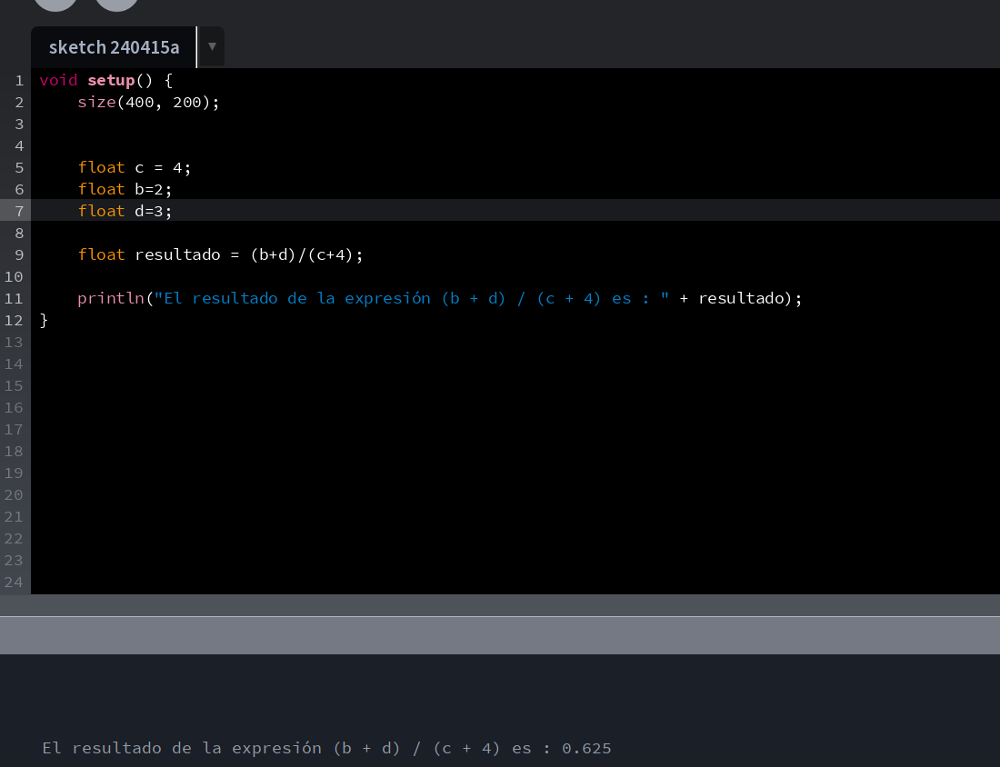 sketch 240415a ▼
1 void setup() {
2     size(400, 200);
3
4
5     float c = 4;
6     float b=2;
7     float d=3;
8
9     float resultado = (b+d)/(c+4);
10
11     println("El resultado de la expresión (b + d) / (c + 4) es : " + resultado);
12 }
13
14
15
16
17
18
19
20
21
22
23
24
El resultado de la expresión (b + d) / (c + 4) es : 0.625